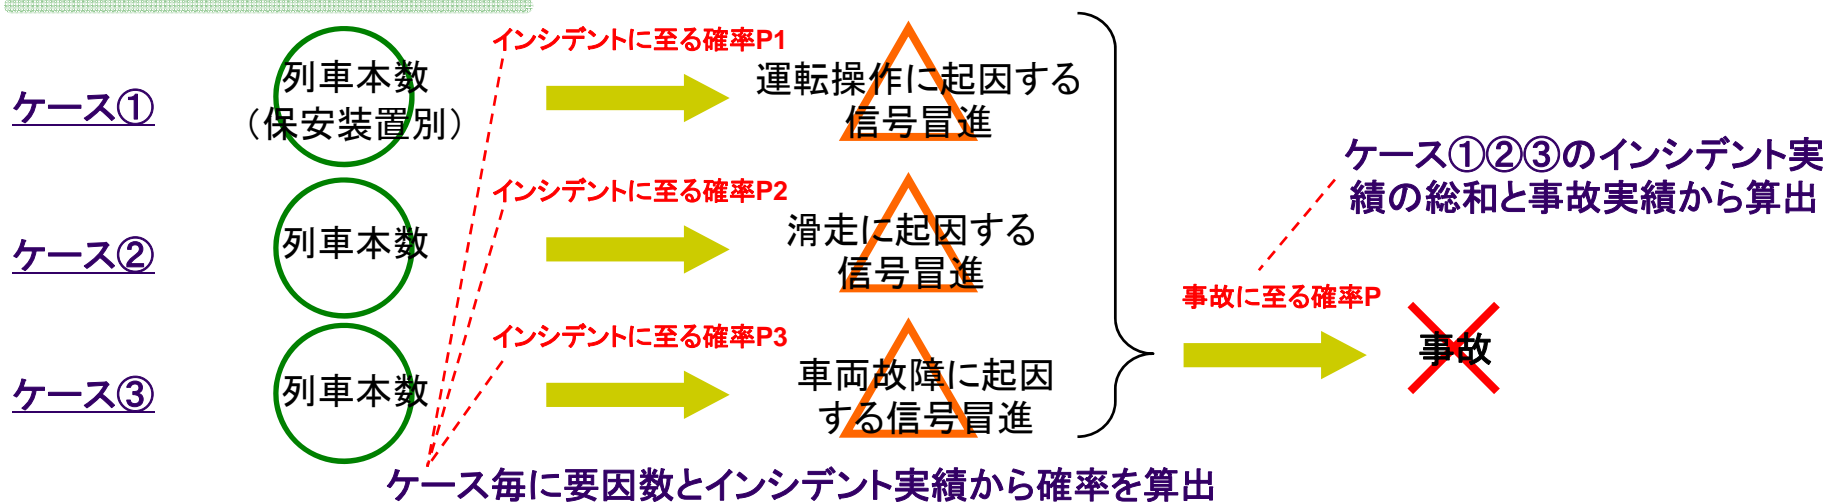 インシデントに至る確率P1
ケース①
列車本数
（保安装置別）
運転操作に起因する
信号冒進
インシデントに至る確率P2
ケース②
列車本数
滑走に起因する
信号冒進
インシデントに至る確率P3
ケース③
列車本数
車両故障に起因
する信号冒進
ケース毎に要因数とインシデント実績から確率を算出
ケース①②③のインシデント実
績の総和と事故実績から算出
事故に至る確率P
事故